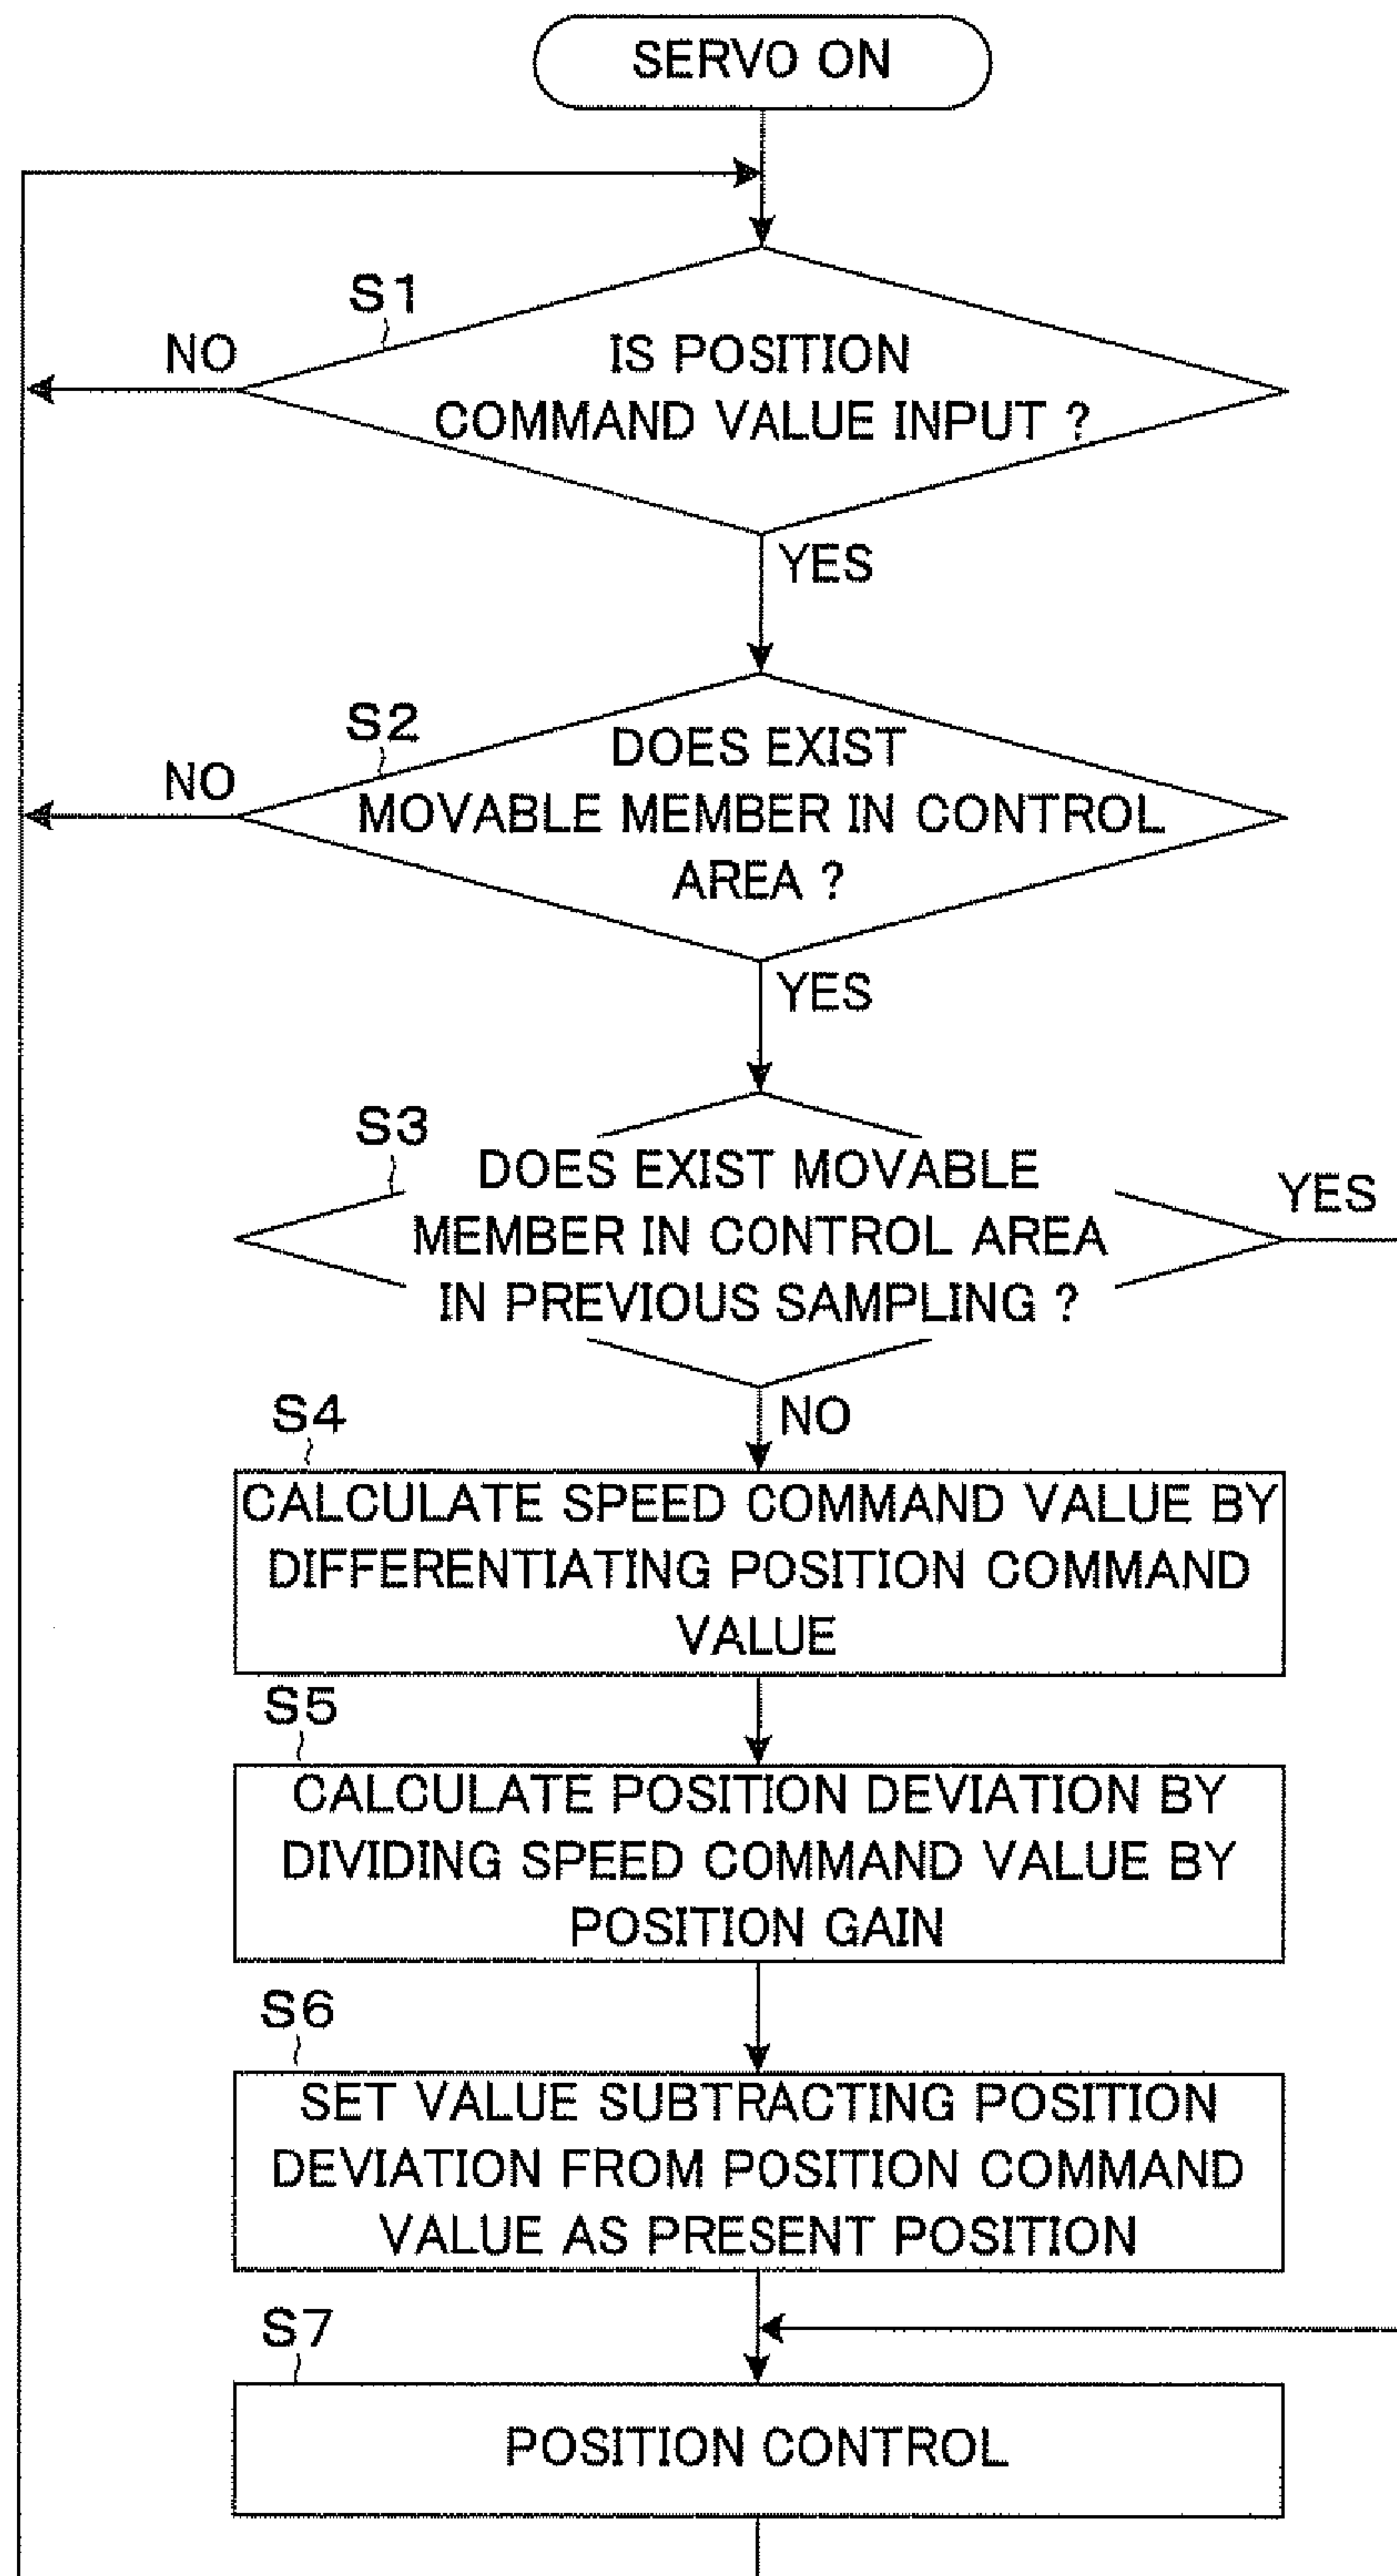 SERVO ON
S1
NO
IS POSITION
COMMAND VALUE INPUT ?
YES
S2
NO
DOES EXIST
MOVABLE MEMBER IN CONTROL
AREA ?
YES
S3
DOES EXIST MOVABLE
MEMBER IN CONTROL AREA
IN PREVIOUS SAMPLING ?
YES
NO
S4
CALCULATE SPEED COMMAND VALUE BY
DIFFERENTIATING POSITION COMMAND
VALUE
S5
CALCULATE POSITION DEVIATION BY
DIVIDING SPEED COMMAND VALUE BY
POSITION GAIN
S6
SET VALUE SUBTRACTING POSITION
DEVIATION FROM POSITION COMMAND
VALUE AS PRESENT POSITION
S7
POSITION CONTROL